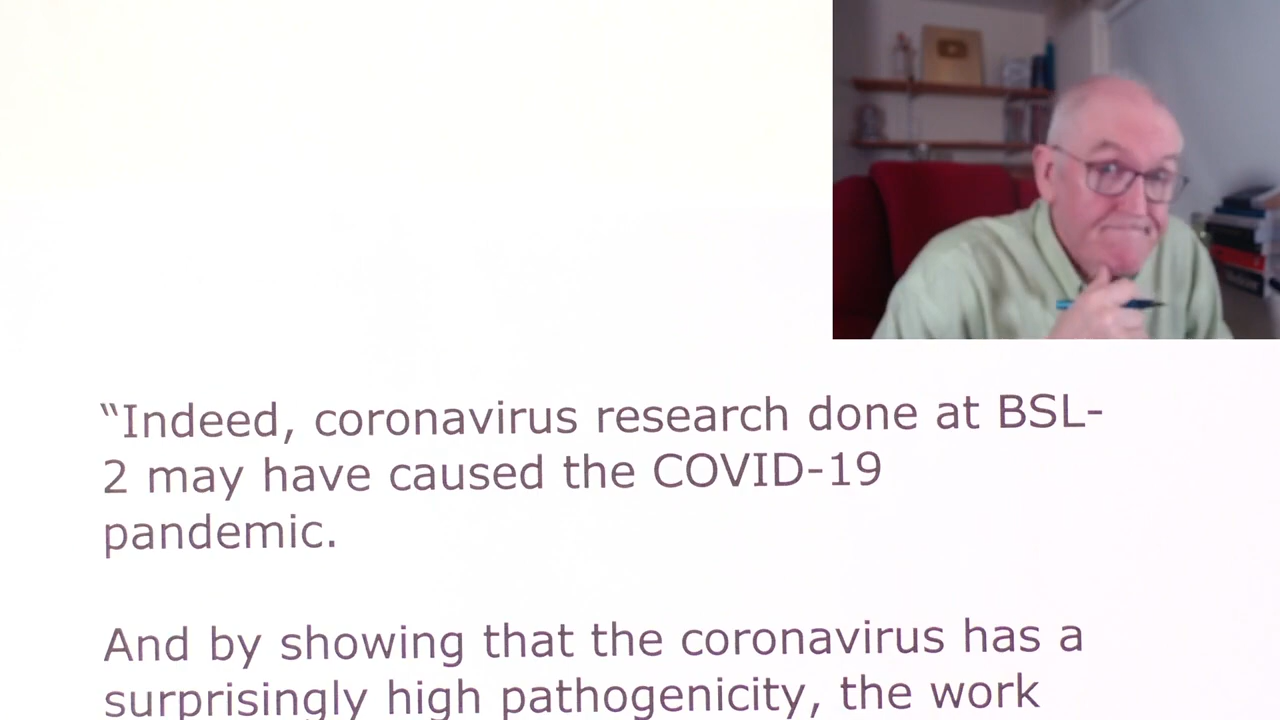 “Indeed, coronavirus research done at BSL-
2 may have caused the COVID-19
pandemic.
And by showing that the coronavirus has a
surprisingly high pathogenicity, the work